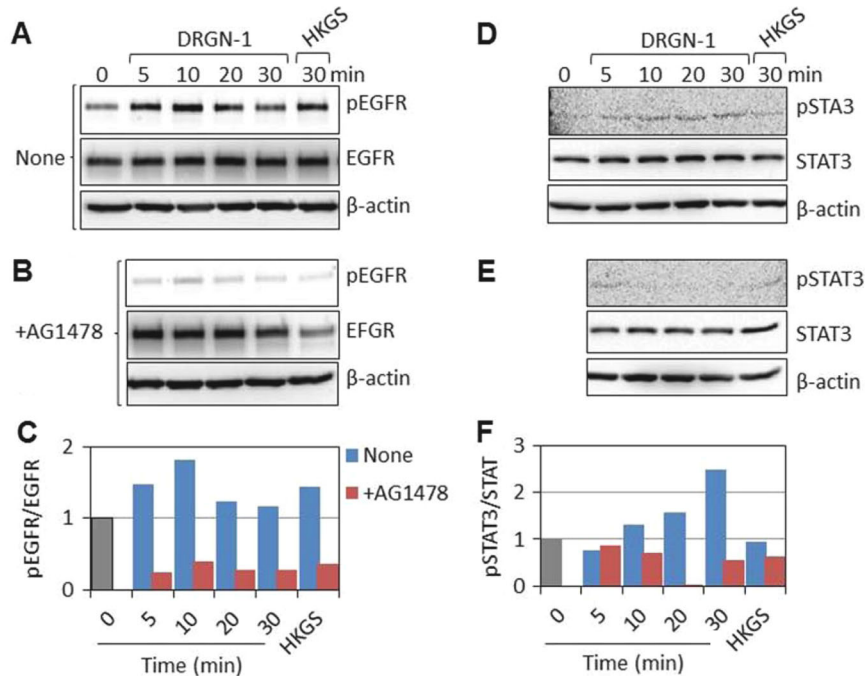 A
DRGN-1
HKGS
0 5 10 20 30 30 min
None
pEGFR
EGFR
β-actin
B
+AG1478
pEGFR
EFGR
β-actin
C
pEGFR/EGFR
2
1
0
None
+AG1478
0 5 10 20 30 HKGS
Time (min)
D
DRGN-1
HKGS
0 5 10 20 30 30 min
pSTA3
STAT3
β-actin
E
pSTAT3
STAT3
β-actin
F
pSTAT3/STAT
3
2
1
0
0 5 10 20 30 HKGS
Time (min)